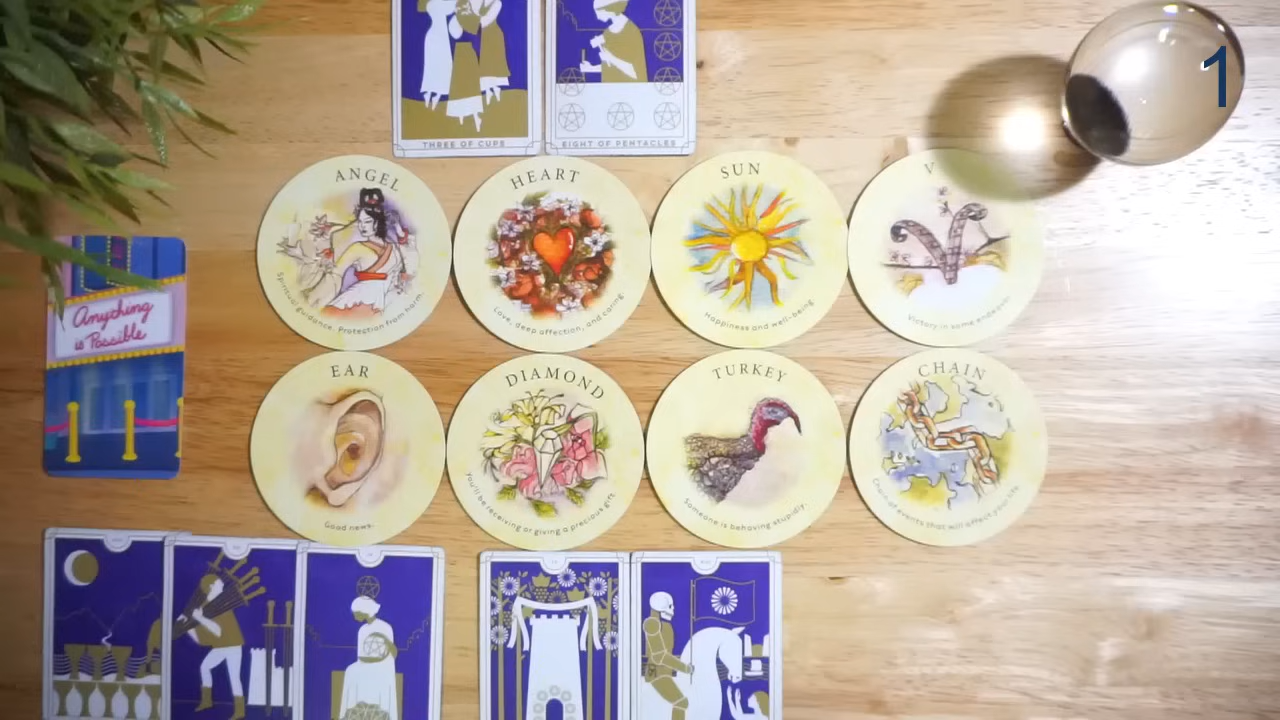 1
THREE OF CUPS
EIGHT OF PENTACLES
ANGEL
Spiritual guidance. Protection from harm.
HEART
Love, deep affection, and caring.
SUN
Happiness and well-being.
V
Victory in some endeavor.
Anything
is Possible
EAR
Good news.
DIAMOND
You'll be receiving or giving a precious gift.
TURKEY
Someone is behaving stupidly.
CHAIN
Chain of events that will affect your life.